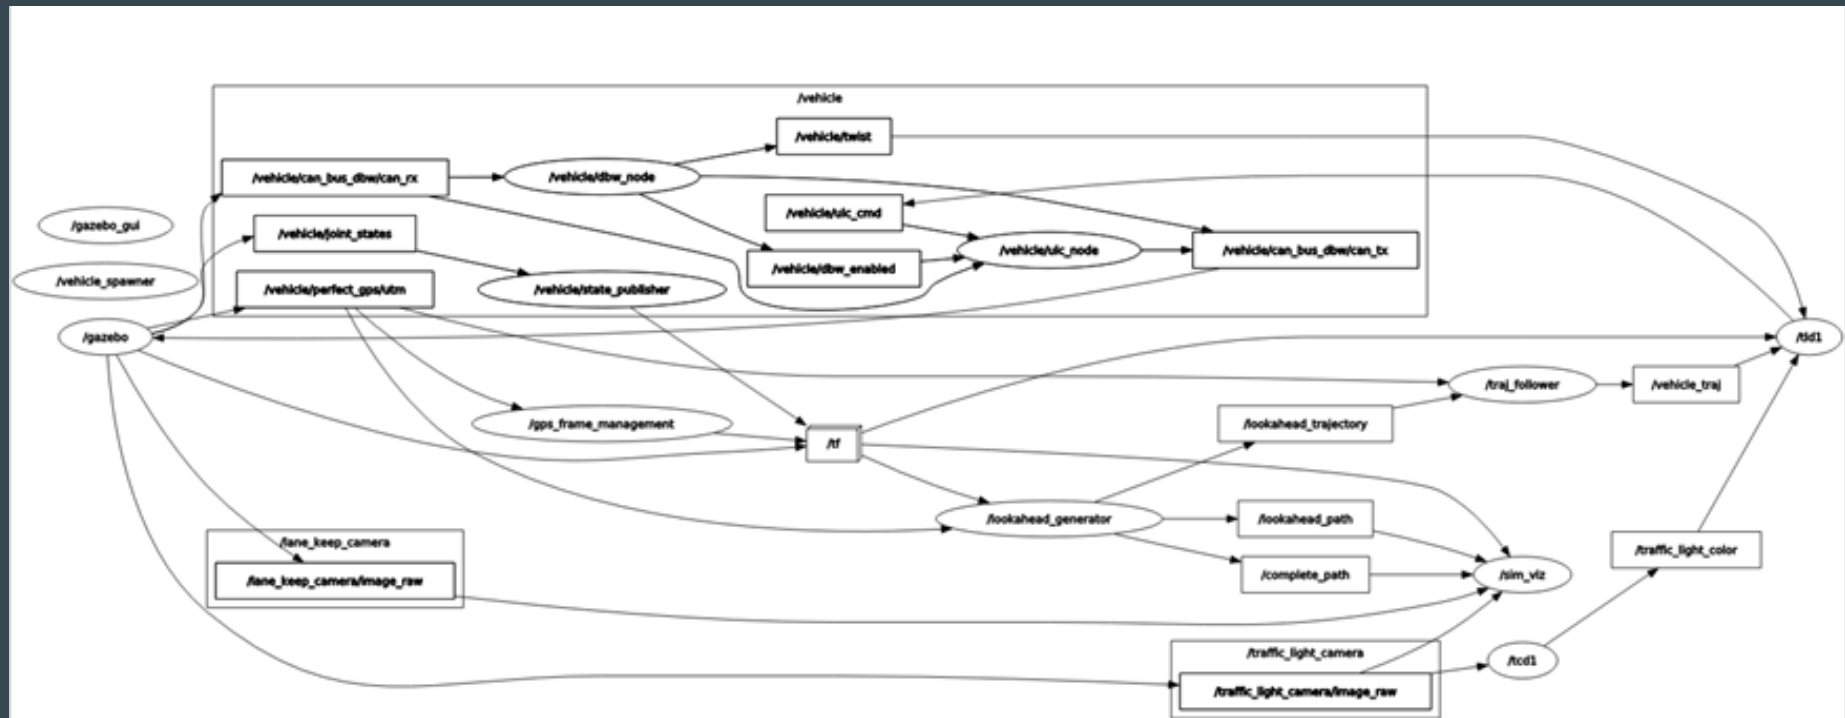 /vehicle
/vehicle/twist
/vehicle/can_bus_dbw/can_rx
/vehicle/dbw_node
/vehicle/ulc_cmd
/gazebo_gui
/vehicle/joint_states
/vehicle/ulc_node
/vehicle/can_bus_dbw/can_tx
/vehicle/dbw_enabled
/vehicle_spawner
/vehicle/perfect_gps/utm
/vehicle/state_publisher
/gazebo
/traj_follower
/vehicle_traj
/gps_frame_management
/lookahead_trajectory
/tf
/lookahead_generator
/lookahead_path
/lane_keep_camera
/traffic_light_color
/lane_keep_camera/image_raw
/complete_path
/sim_viz
/traffic_light_camera
/tcd1
/traffic_light_camera/image_raw